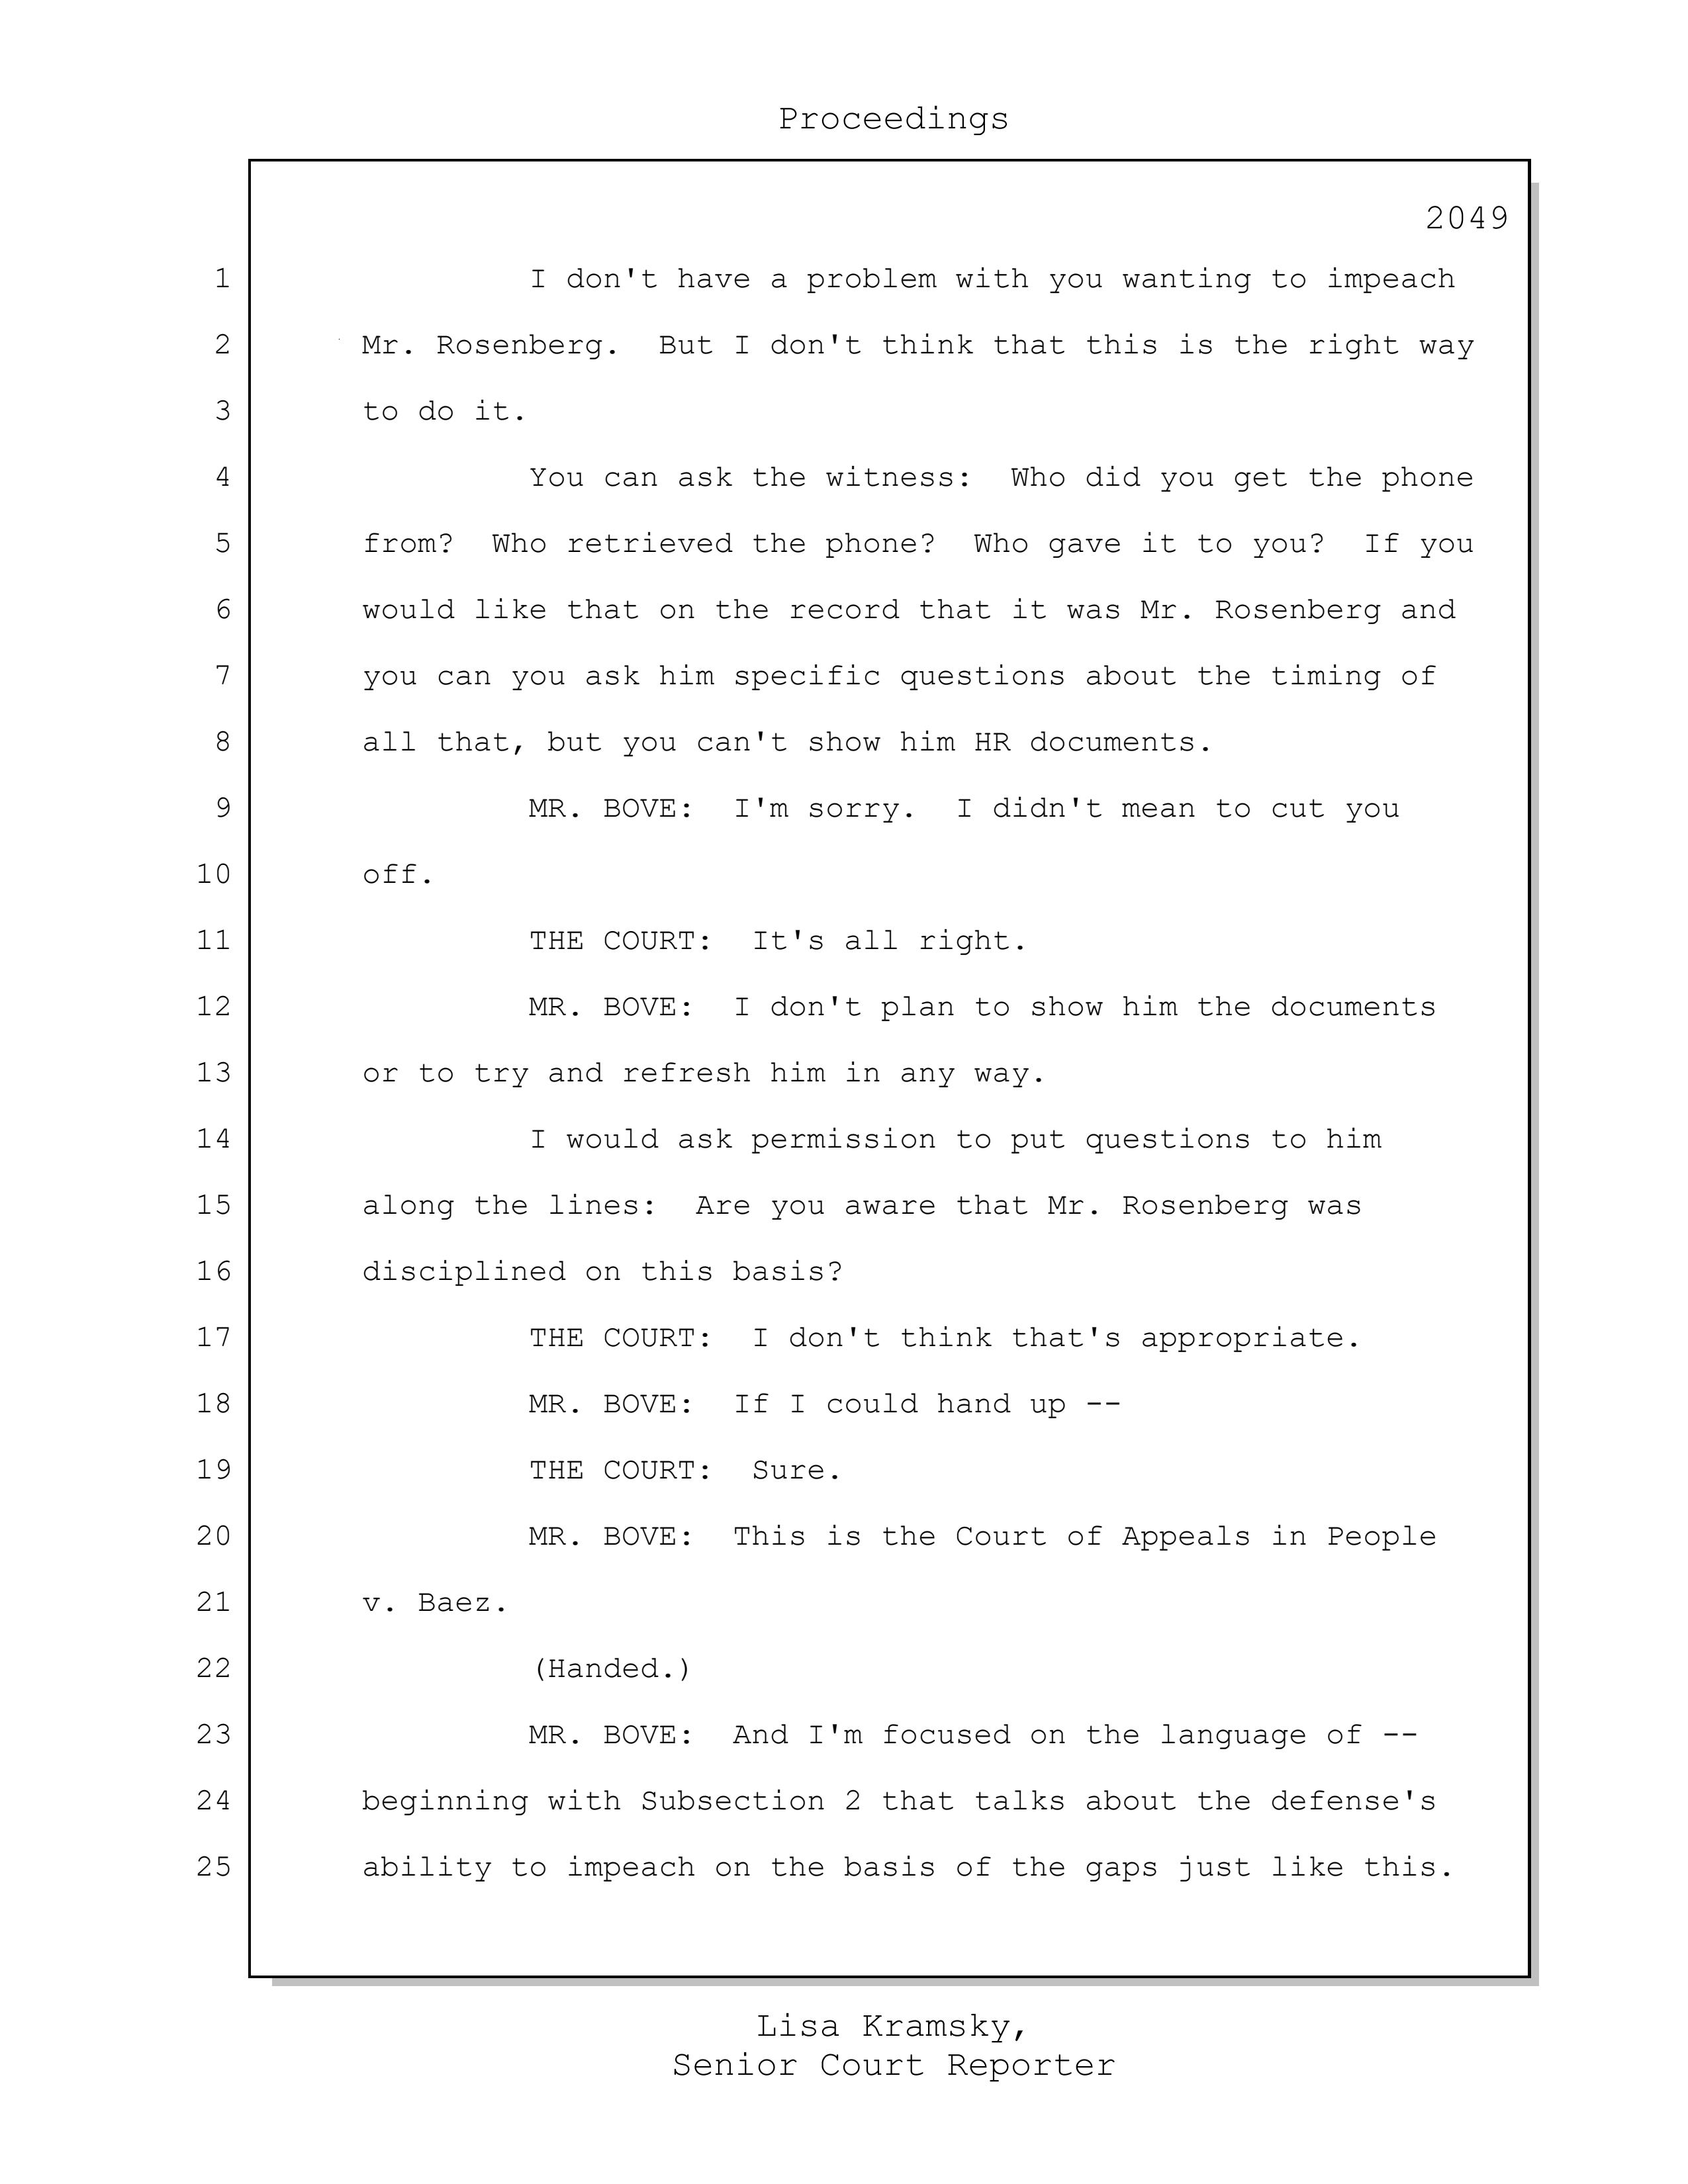 Proceedings
2049
1 I don't have a problem with you wanting to impeach
2 Mr. Rosenberg.  But I don't think that this is the right way
3 to do it.
4 You can ask the witness:  Who did you get the phone
5 from?  Who retrieved the phone?  Who gave it to you?  If you
6 would like that on the record that it was Mr. Rosenberg and
7 you can you ask him specific questions about the timing of
8 all that, but you can't show him HR documents.
9 MR. BOVE:  I'm sorry.  I didn't mean to cut you
10 off.
11 THE COURT:  It's all right.
12 MR. BOVE:  I don't plan to show him the documents
13 or to try and refresh him in any way.
14 I would ask permission to put questions to him
15 along the lines:  Are you aware that Mr. Rosenberg was
16 disciplined on this basis?
17 THE COURT:  I don't think that's appropriate.
18 MR. BOVE:  If I could hand up --
19 THE COURT:  Sure.
20 MR. BOVE:  This is the Court of Appeals in People
21 v. Baez.
22 (Handed.)
23 MR. BOVE:  And I'm focused on the language of --
24 beginning with Subsection 2 that talks about the defense's
25 ability to impeach on the basis of the gaps just like this.
Lisa Kramsky,
Senior Court Reporter